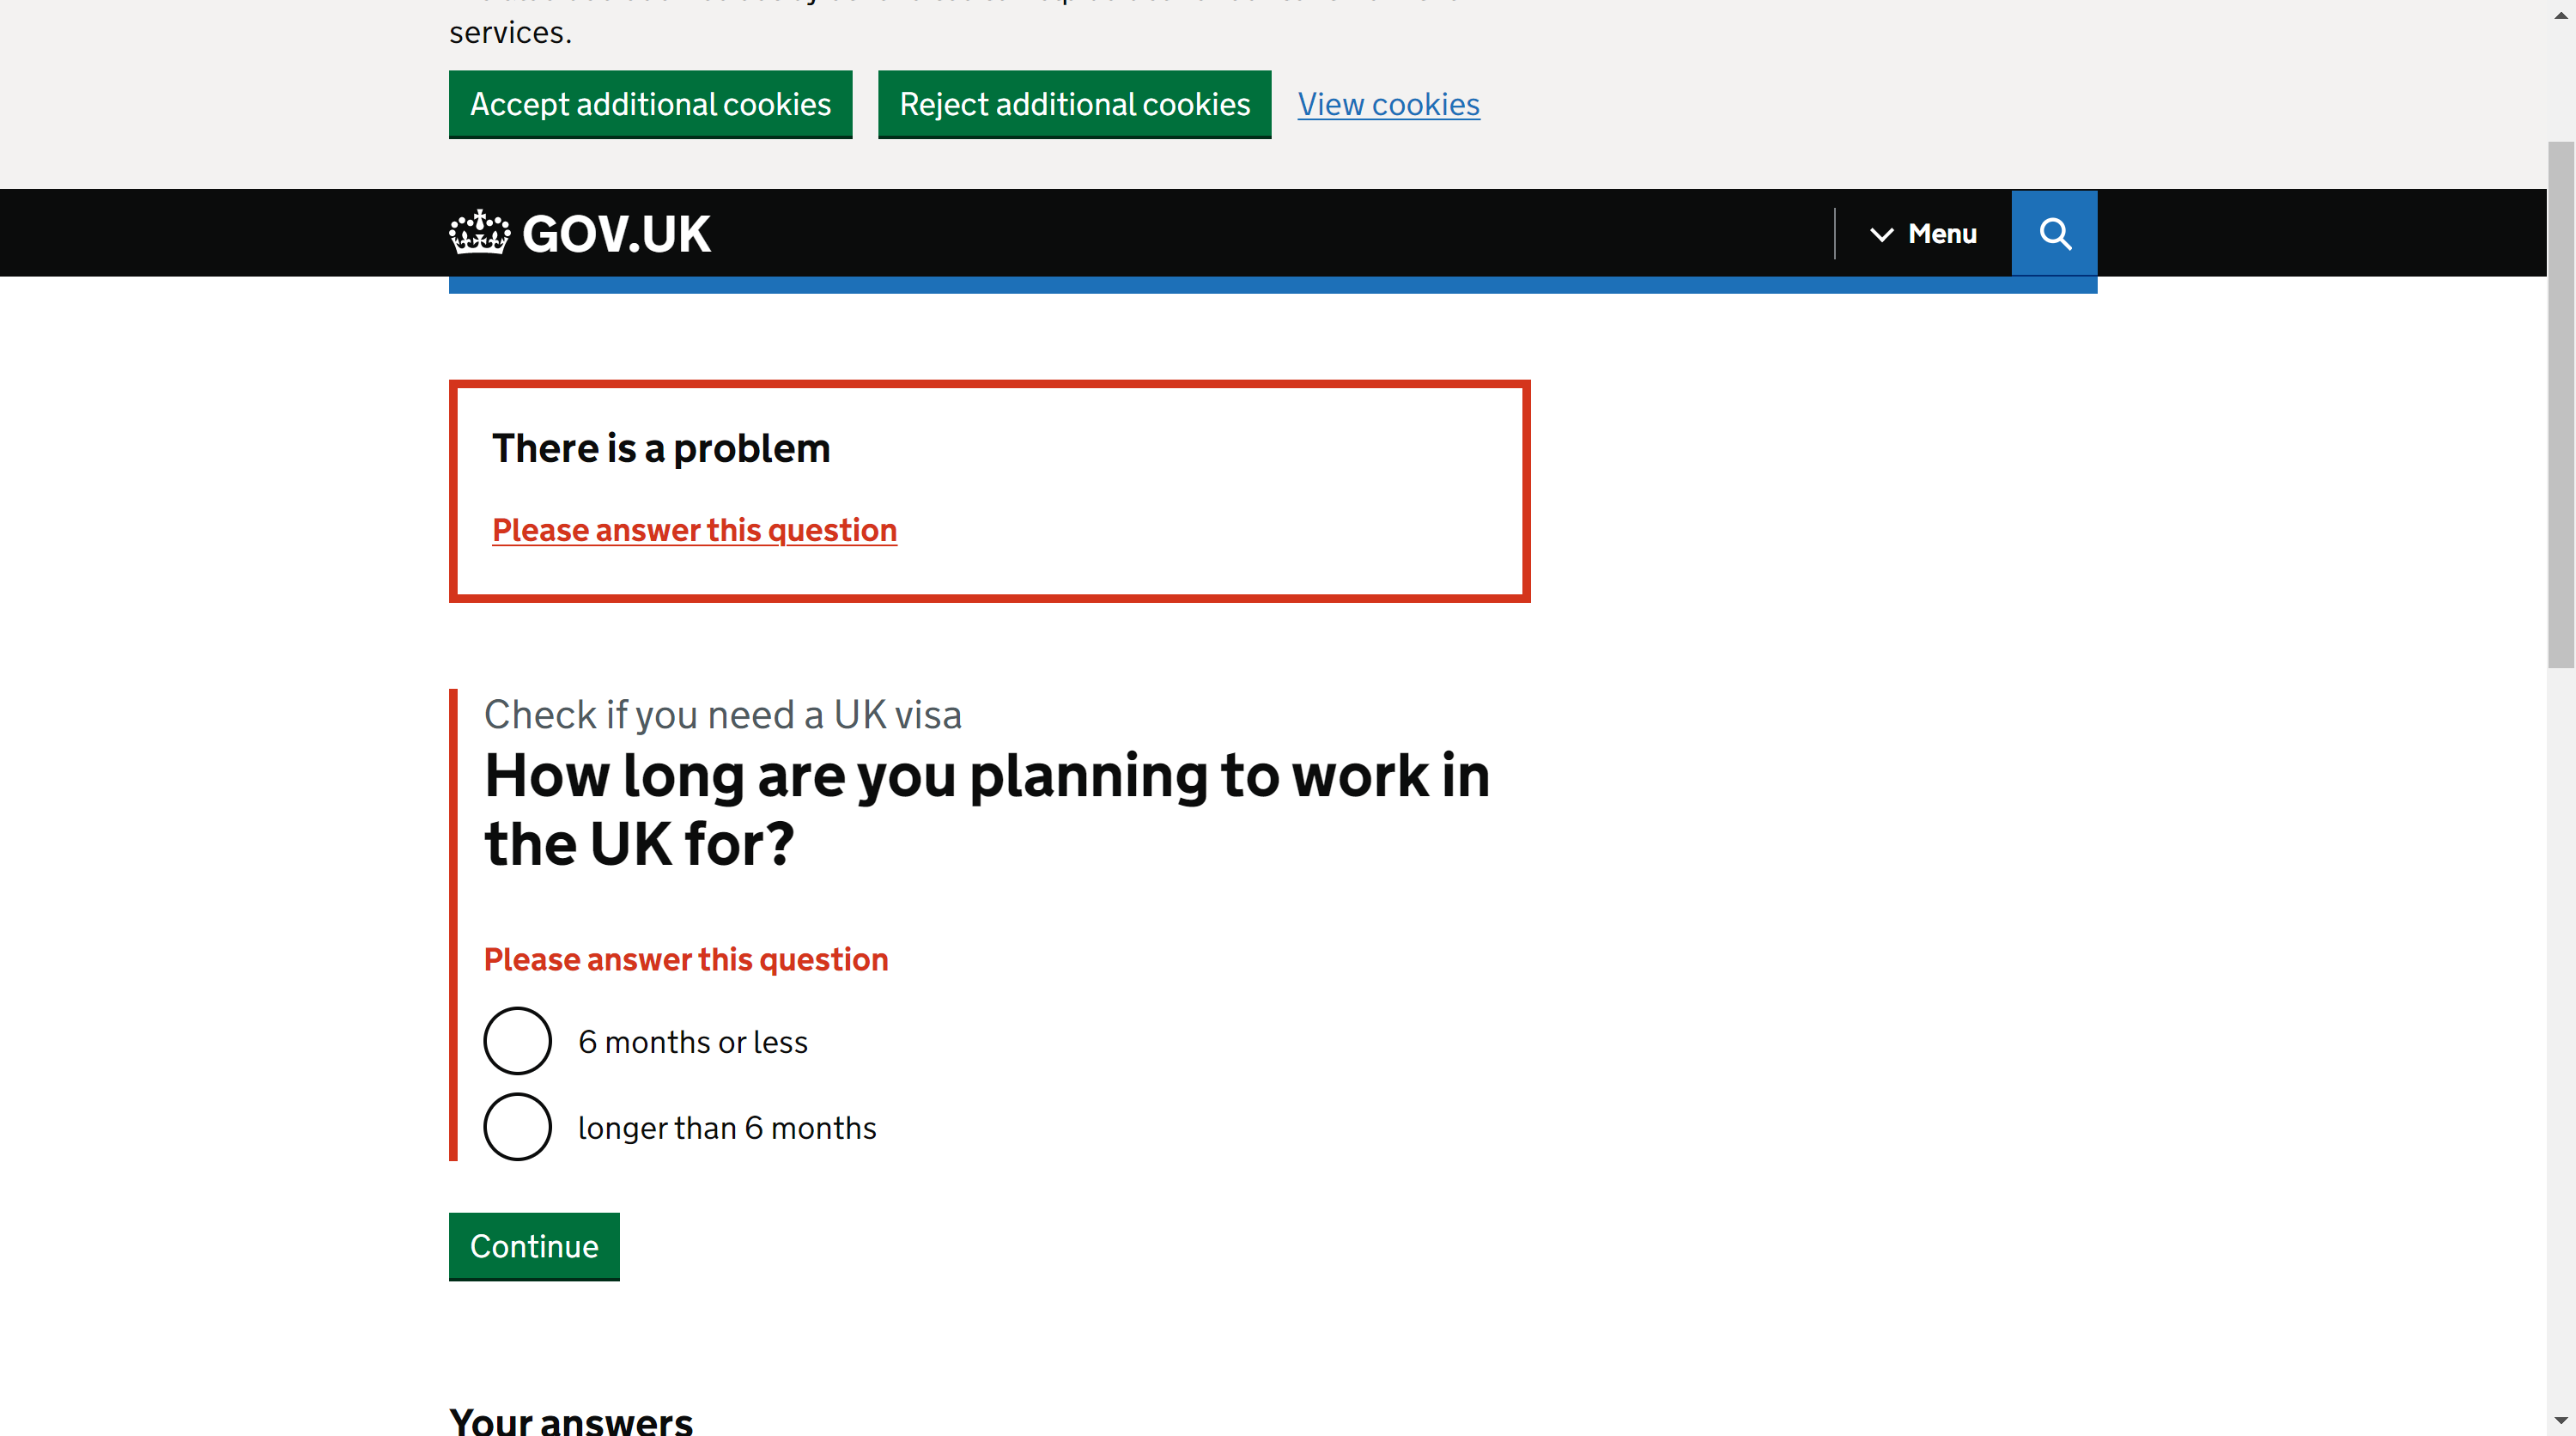 services.
Accept additional cookies
Reject additional cookies
View cookies
GOV.UK
Menu
There is a problem
Please answer this question
Check if you need a UK visa
How long are you planning to work in
the UK for?
Please answer this question
6 months or less
longer than 6 months
Continue
Your answers